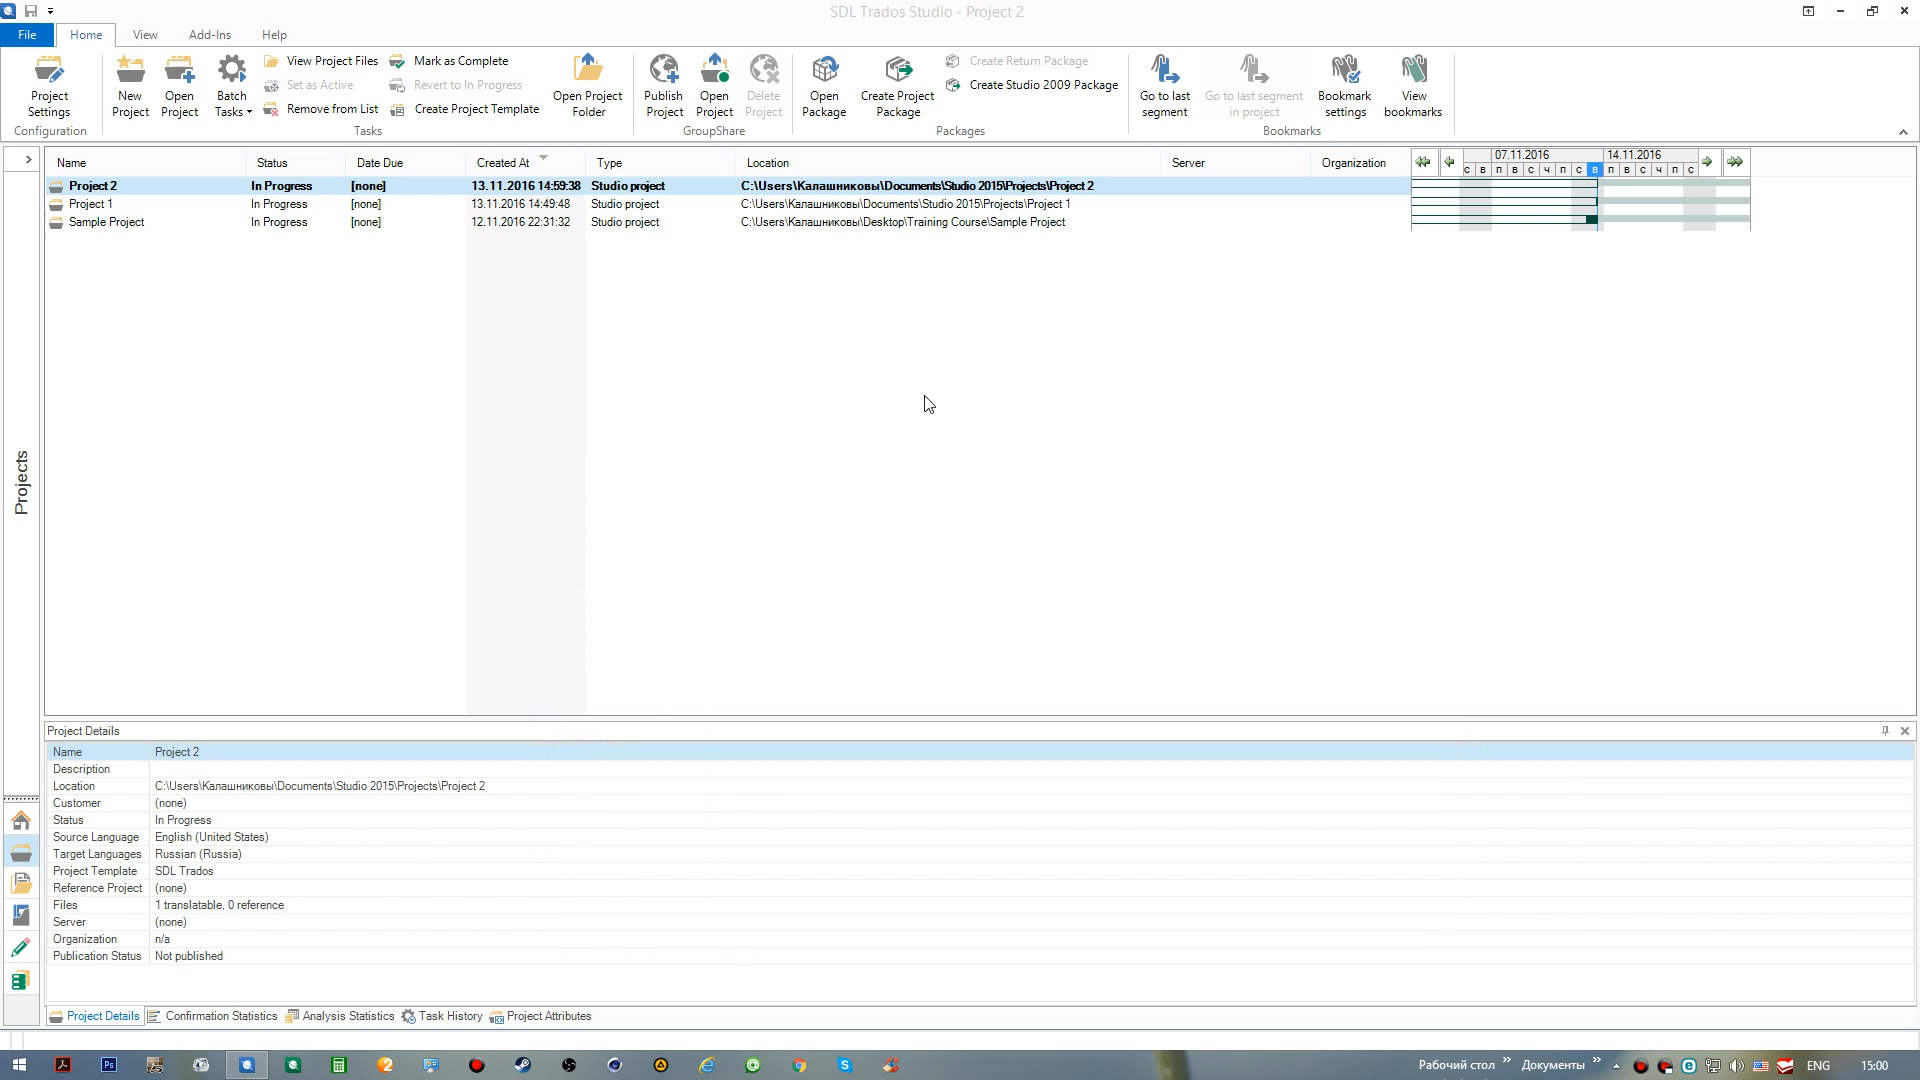 SDL Trados Studio - Project 2
File Home View Add-Ins Help
Project Settings
New Project
Open Project
Batch Tasks
View Project Files
Set as Active
Remove from List
Mark as Complete
Revert to In Progress
Create Project Template
Open Project Folder
Publish Project
Open Project
Delete Project
Open Package
Create Project Package
Create Return Package
Create Studio 2009 Package
Go to last segment
Go to last segment in project
Bookmark settings
View bookmarks
Configuration Tasks GroupShare Packages Bookmarks
Name Status Date Due Created At Type Location Server Organization
07.11.2016 14.11.2016
С В П В С Ч П С В П В С Ч П С
Project 2 In Progress [none] 13.11.2016 14:59:38 Studio project C:\Users\Калашниковы\Documents\Studio 2015\Projects\Project 2
Project 1 In Progress [none] 13.11.2016 14:49:48 Studio project C:\Users\Калашниковы\Documents\Studio 2015\Projects\Project 1
Sample Project In Progress [none] 12.11.2016 22:31:32 Studio project C:\Users\Калашниковы\Desktop\Training Course\Sample Project
Projects
Project Details
Name Project 2
Description
Location C:\Users\Калашниковы\Documents\Studio 2015\Projects\Project 2
Customer (none)
Status In Progress
Source Language English (United States)
Target Languages Russian (Russia)
Project Template SDL Trados
Reference Project (none)
Files 1 translatable, 0 reference
Server (none)
Organization n/a
Publication Status Not published
Project Details Confirmation Statistics Analysis Statistics Task History Project Attributes
Ps
Рабочий стол » Документы » ENG 15:00